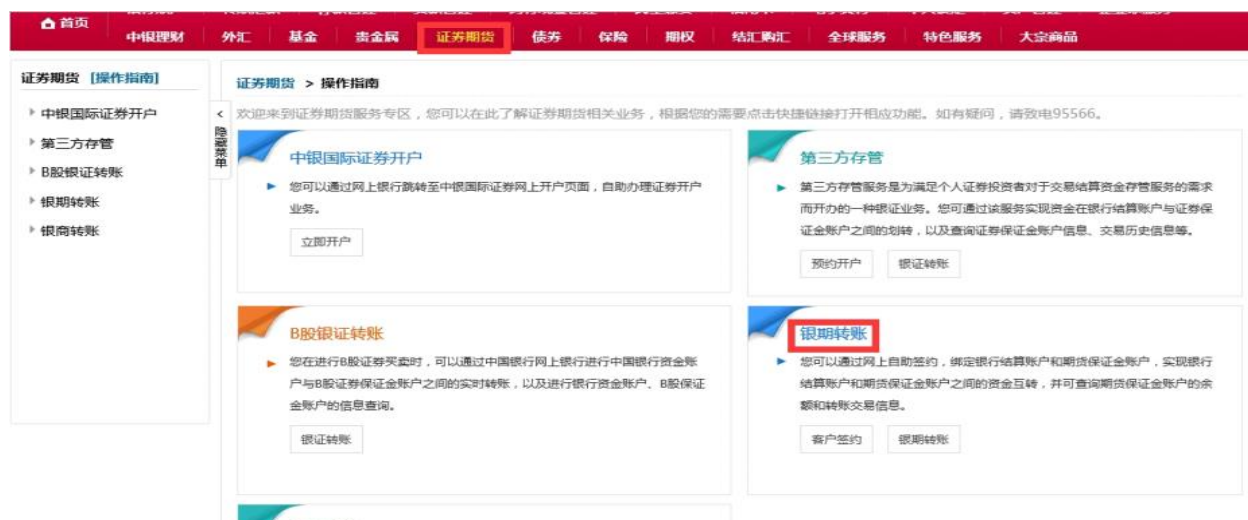 首页
中银理财 外汇 基金 贵金属 证券期货 债券 保险 期权 结汇购汇 全球服务 特色服务 大宗商品
证券期货 [操作指南]
中银国际证券开户
第三方存管
B股银证转账
银期转账
银商转账
<
隐藏菜单
证券期货 > 操作指南
欢迎来到证券期货服务专区，您可以在此了解证券期货相关业务，根据您的需要点击快捷链接打开相应功能。如有疑问，请致电95566。
中银国际证券开户
您可以通过网上银行跳转至中银国际证券网上开户页面，自助办理证券开户
业务。
立即开户
第三方存管
第三方存管服务是为满足个人证券投资者对于交易结算资金存管服务的需求
而开办的一种银证业务。您可通过该服务实现资金在银行结算账户与证券保
证金账户之间的划转，以及查询证券保证金账户信息、交易历史信息等。
预约开户 银证转账
B股银证转账
您在进行B股证券买卖时，可以通过中国银行网上银行进行中国银行资金账
户与B股证券保证金账户之间的实时转账，以及进行银行资金账户、B股保证
金账户的信息查询。
银证转账
银期转账
您可以通过网上自助签约，绑定银行结算账户和期货保证金账户，实现银行
结算账户和期货保证金账户之间的资金互转，并可查询期货保证金账户的余
额和转账交易信息。
客户签约 银期转账